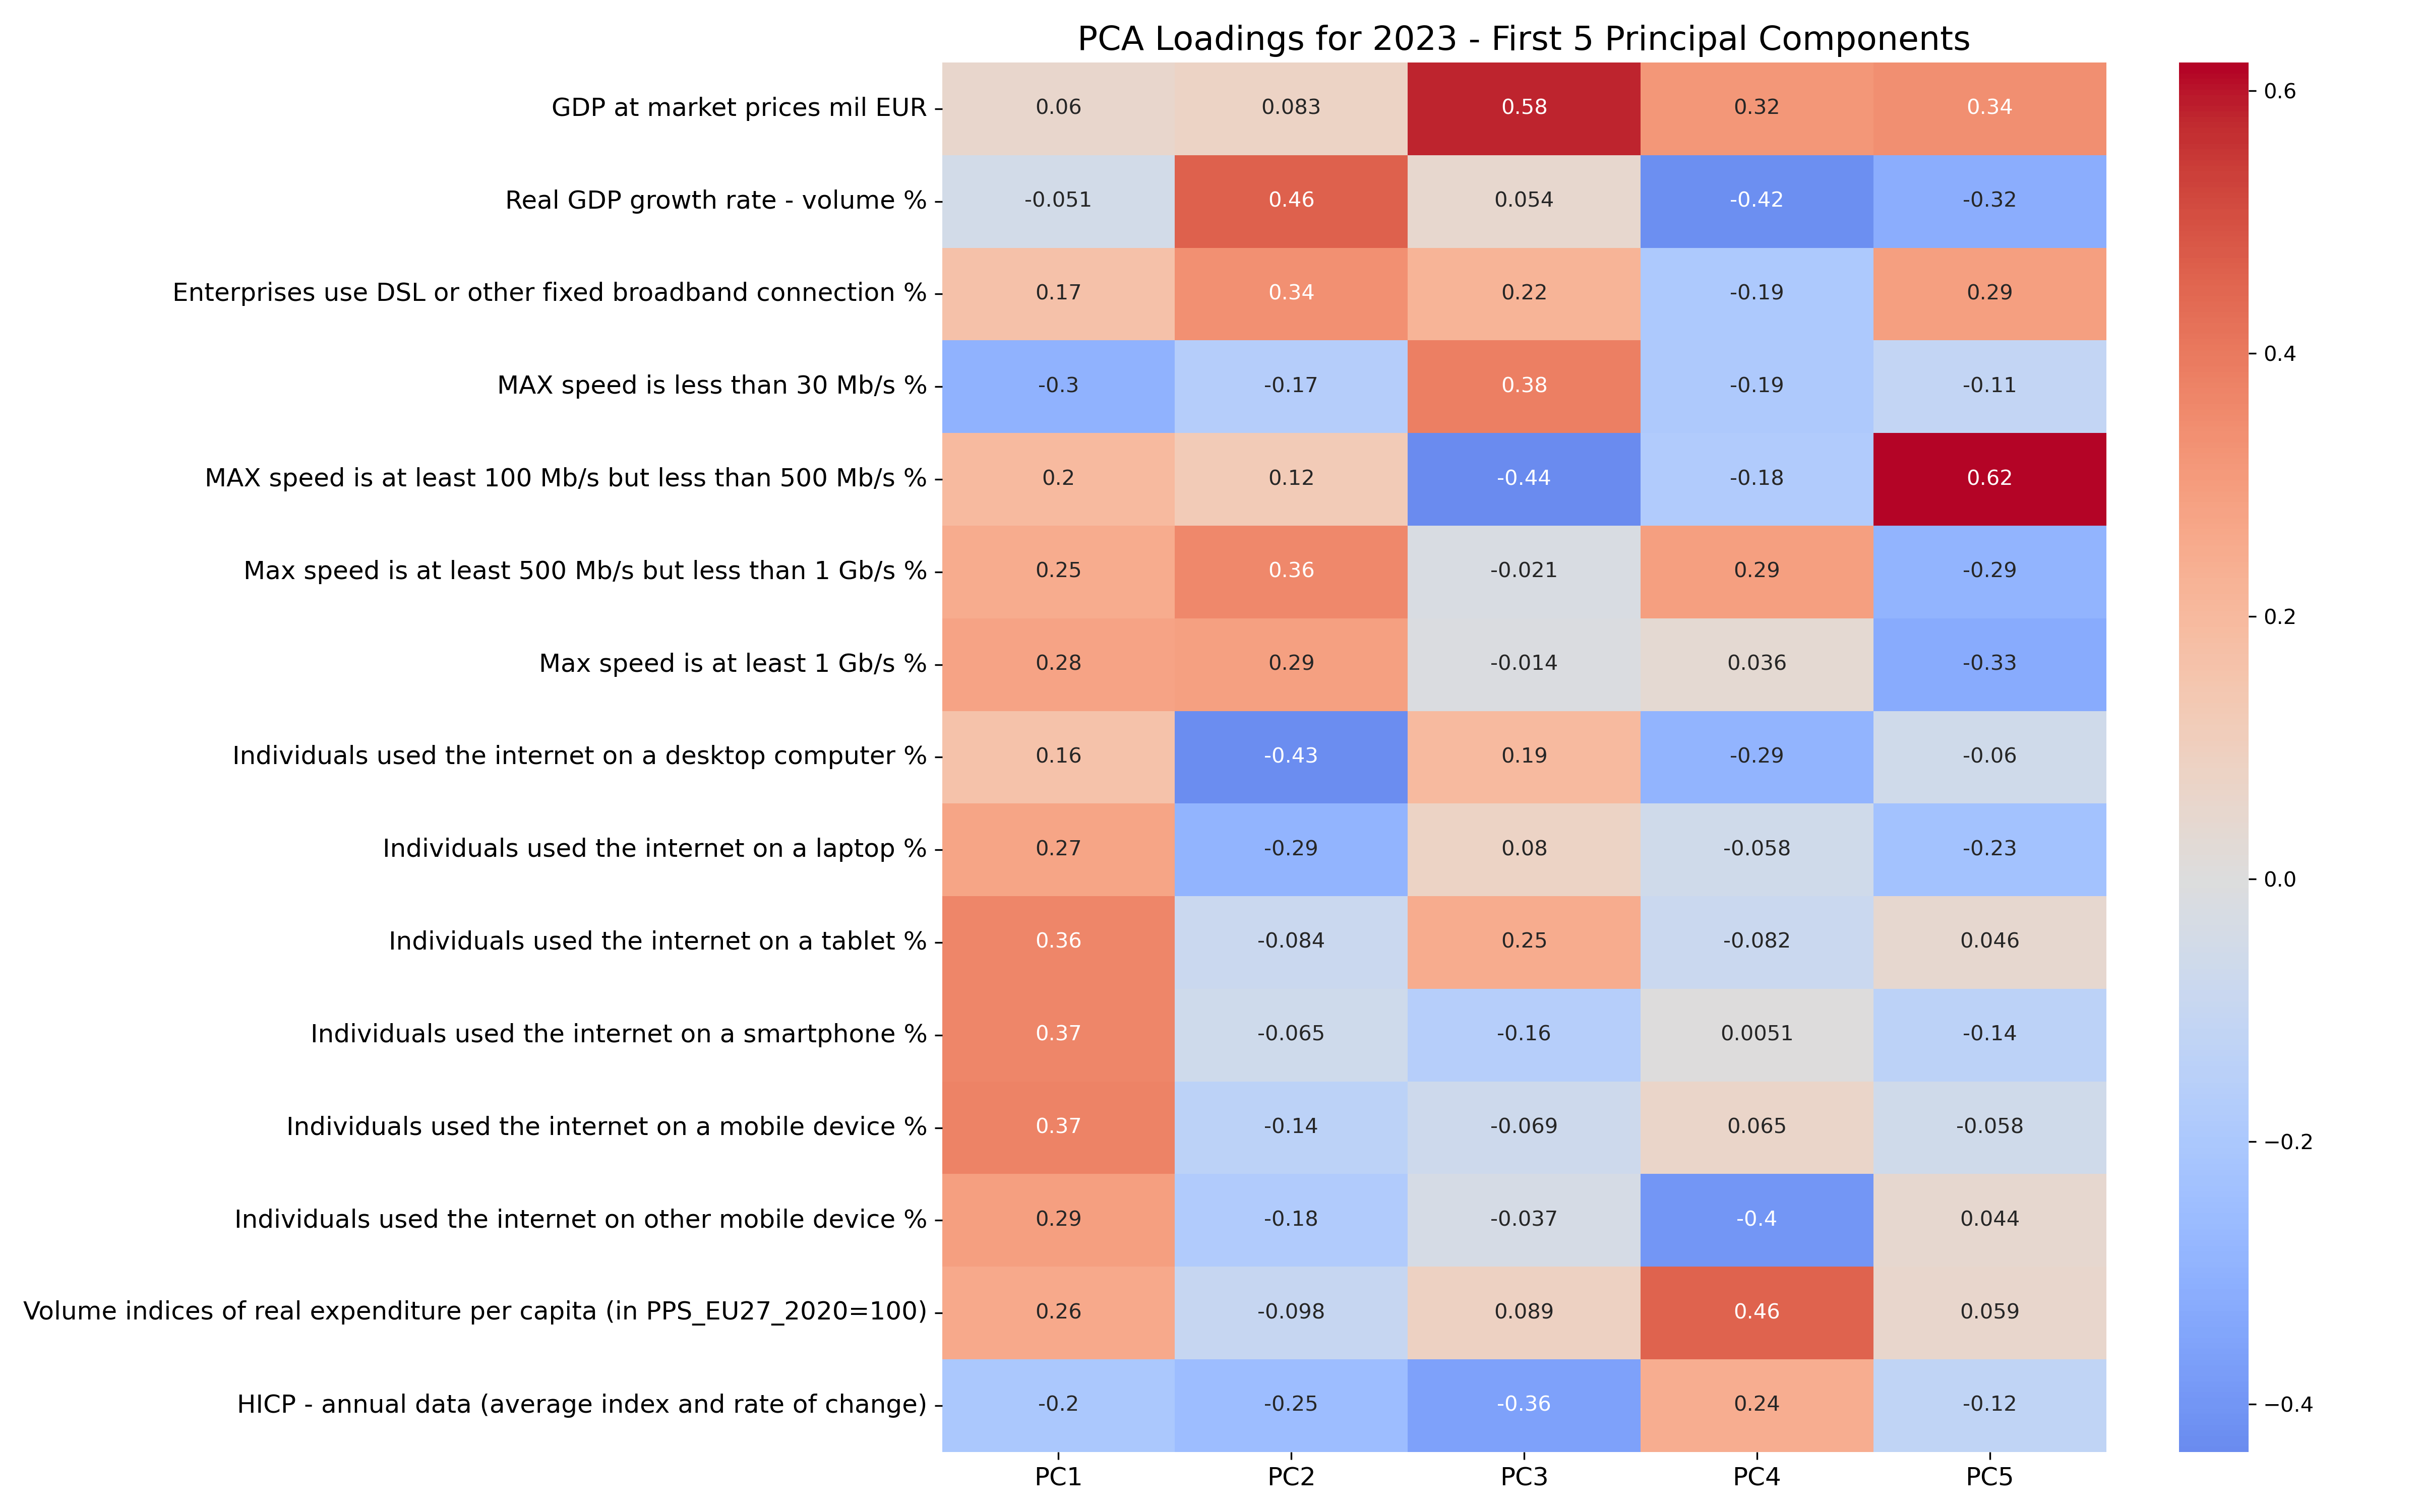 PCA Loadings for 2023 - First 5 Principal Components
GDP at market prices mil EUR 0.06 0.083 0.58 0.32 0.34
Real GDP growth rate - volume % -0.051 0.46 0.054 -0.42 -0.32
Enterprises use DSL or other fixed broadband connection % 0.17 0.34 0.22 -0.19 0.29
MAX speed is less than 30 Mb/s % -0.3 -0.17 0.38 -0.19 -0.11
MAX speed is at least 100 Mb/s but less than 500 Mb/s % 0.2 0.12 -0.44 -0.18 0.62
Max speed is at least 500 Mb/s but less than 1 Gb/s % 0.25 0.36 -0.021 0.29 -0.29
Max speed is at least 1 Gb/s % 0.28 0.29 -0.014 0.036 -0.33
Individuals used the internet on a desktop computer % 0.16 -0.43 0.19 -0.29 -0.06
Individuals used the internet on a laptop % 0.27 -0.29 0.08 -0.058 -0.23
Individuals used the internet on a tablet % 0.36 -0.084 0.25 -0.082 0.046
Individuals used the internet on a smartphone % 0.37 -0.065 -0.16 0.0051 -0.14
Individuals used the internet on a mobile device % 0.37 -0.14 -0.069 0.065 -0.058
Individuals used the internet on other mobile device % 0.29 -0.18 -0.037 -0.4 0.044
Volume indices of real expenditure per capita (in PPS_EU27_2020=100) 0.26 -0.098 0.089 0.46 0.059
HICP - annual data (average index and rate of change) -0.2 -0.25 -0.36 0.24 -0.12
PC1 PC2 PC3 PC4 PC5
0.6
0.4
0.2
0.0
−0.2
−0.4